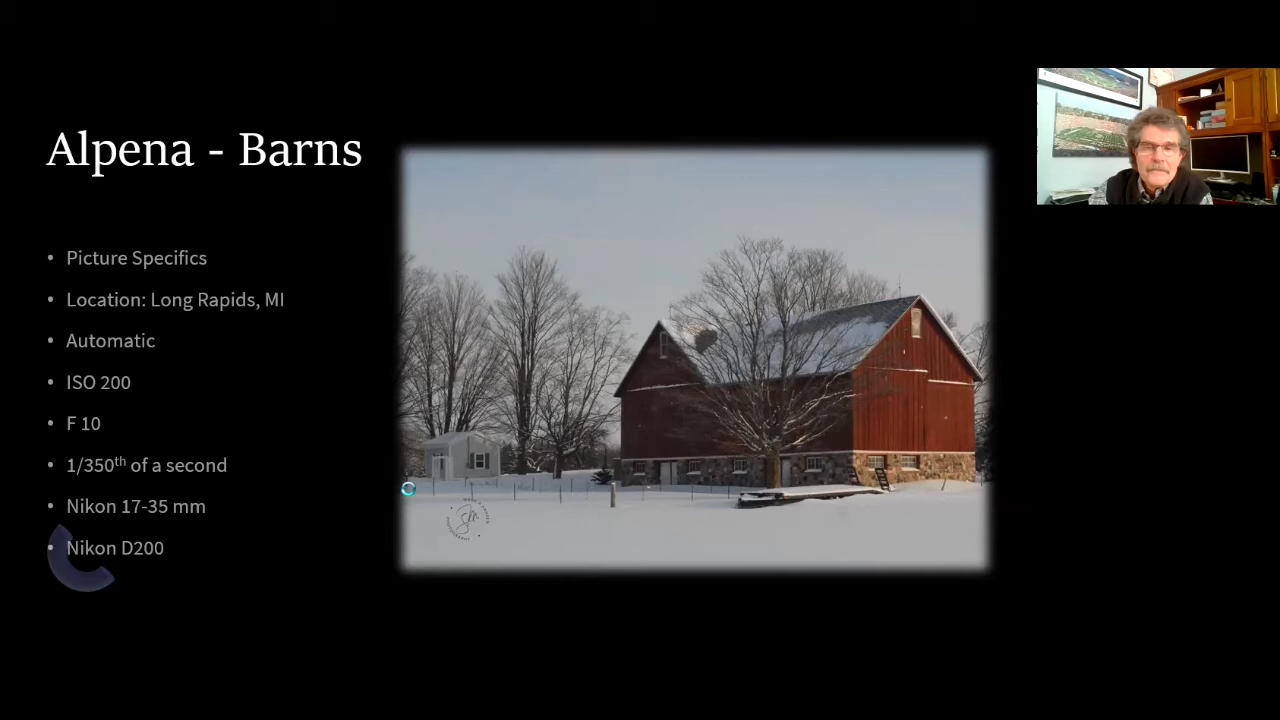 Alpena - Barns
• Picture Specifics
• Location: Long Rapids, MI
• Automatic
• ISO 200
• F 10
• 1/350th of a second
• Nikon 17-35 mm
• Nikon D200